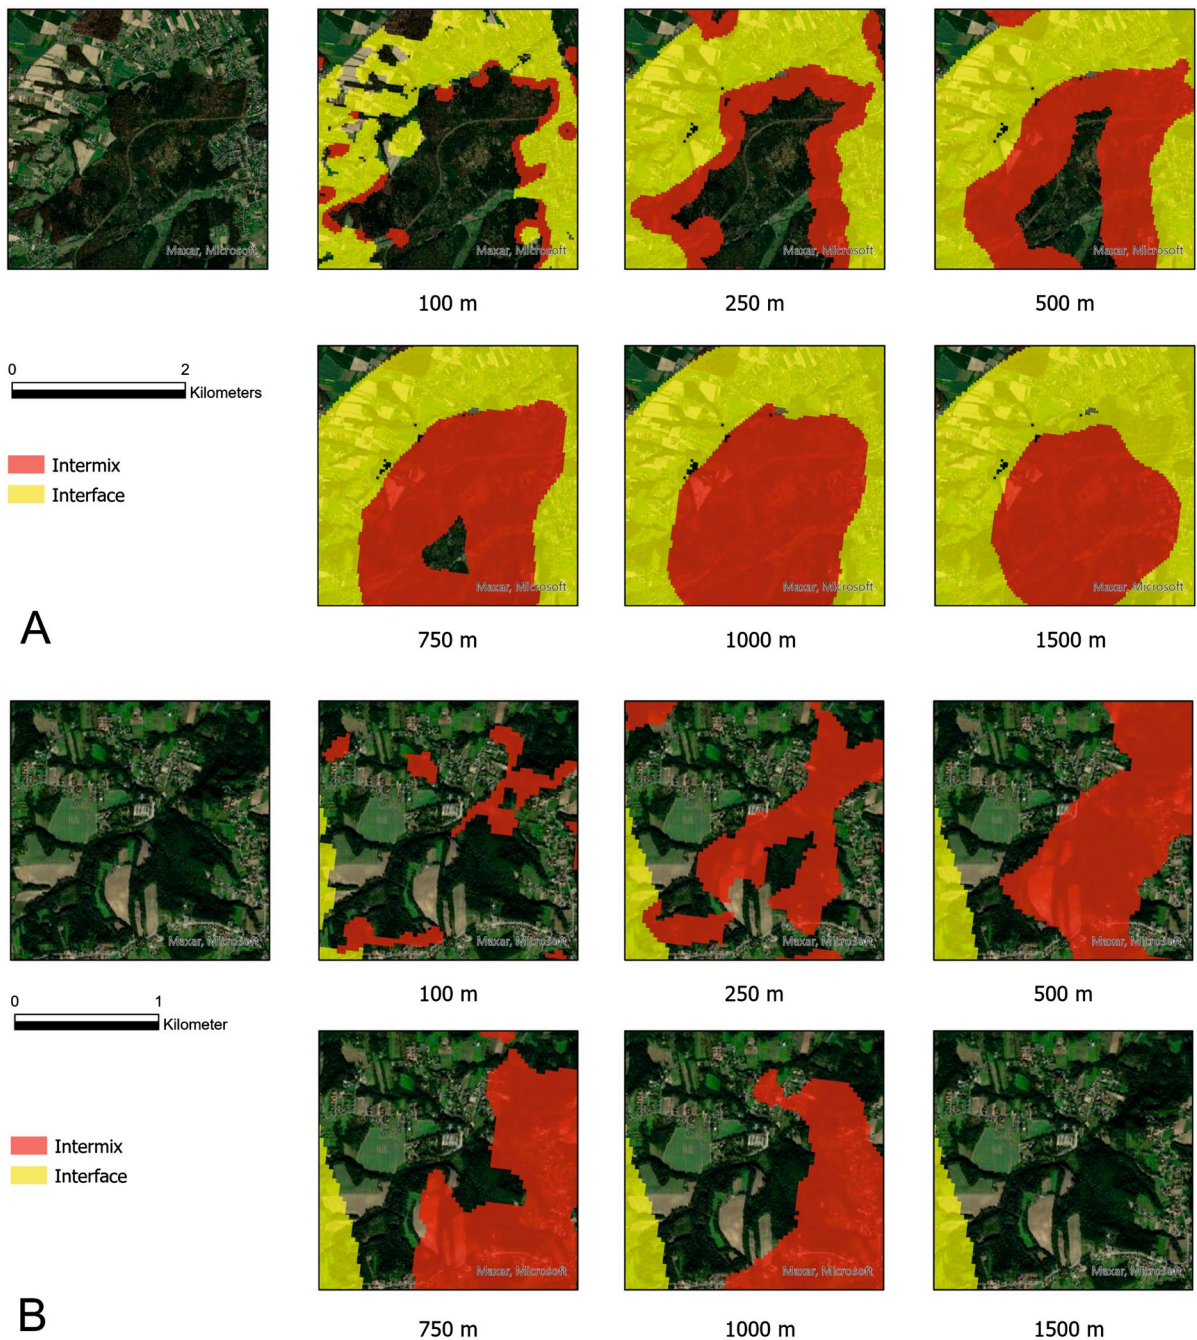 Maxar, Microsoft
Maxar, Microsoft
Maxar, Microsoft
Maxar, Microsoft
100 m
250 m
500 m
0 2
Kilometers
Intermix
Interface
Maxar, Microsoft
Maxar, Microsoft
Maxar, Microsoft
A
750 m
1000 m
1500 m
Maxar, Microsoft
Maxar, Microsoft
Maxar, Microsoft
Maxar, Microsoft
100 m
250 m
500 m
0 1
Kilometer
Intermix
Interface
Maxar, Microsoft
Maxar, Microsoft
Maxar, Microsoft
B
750 m
1000 m
1500 m